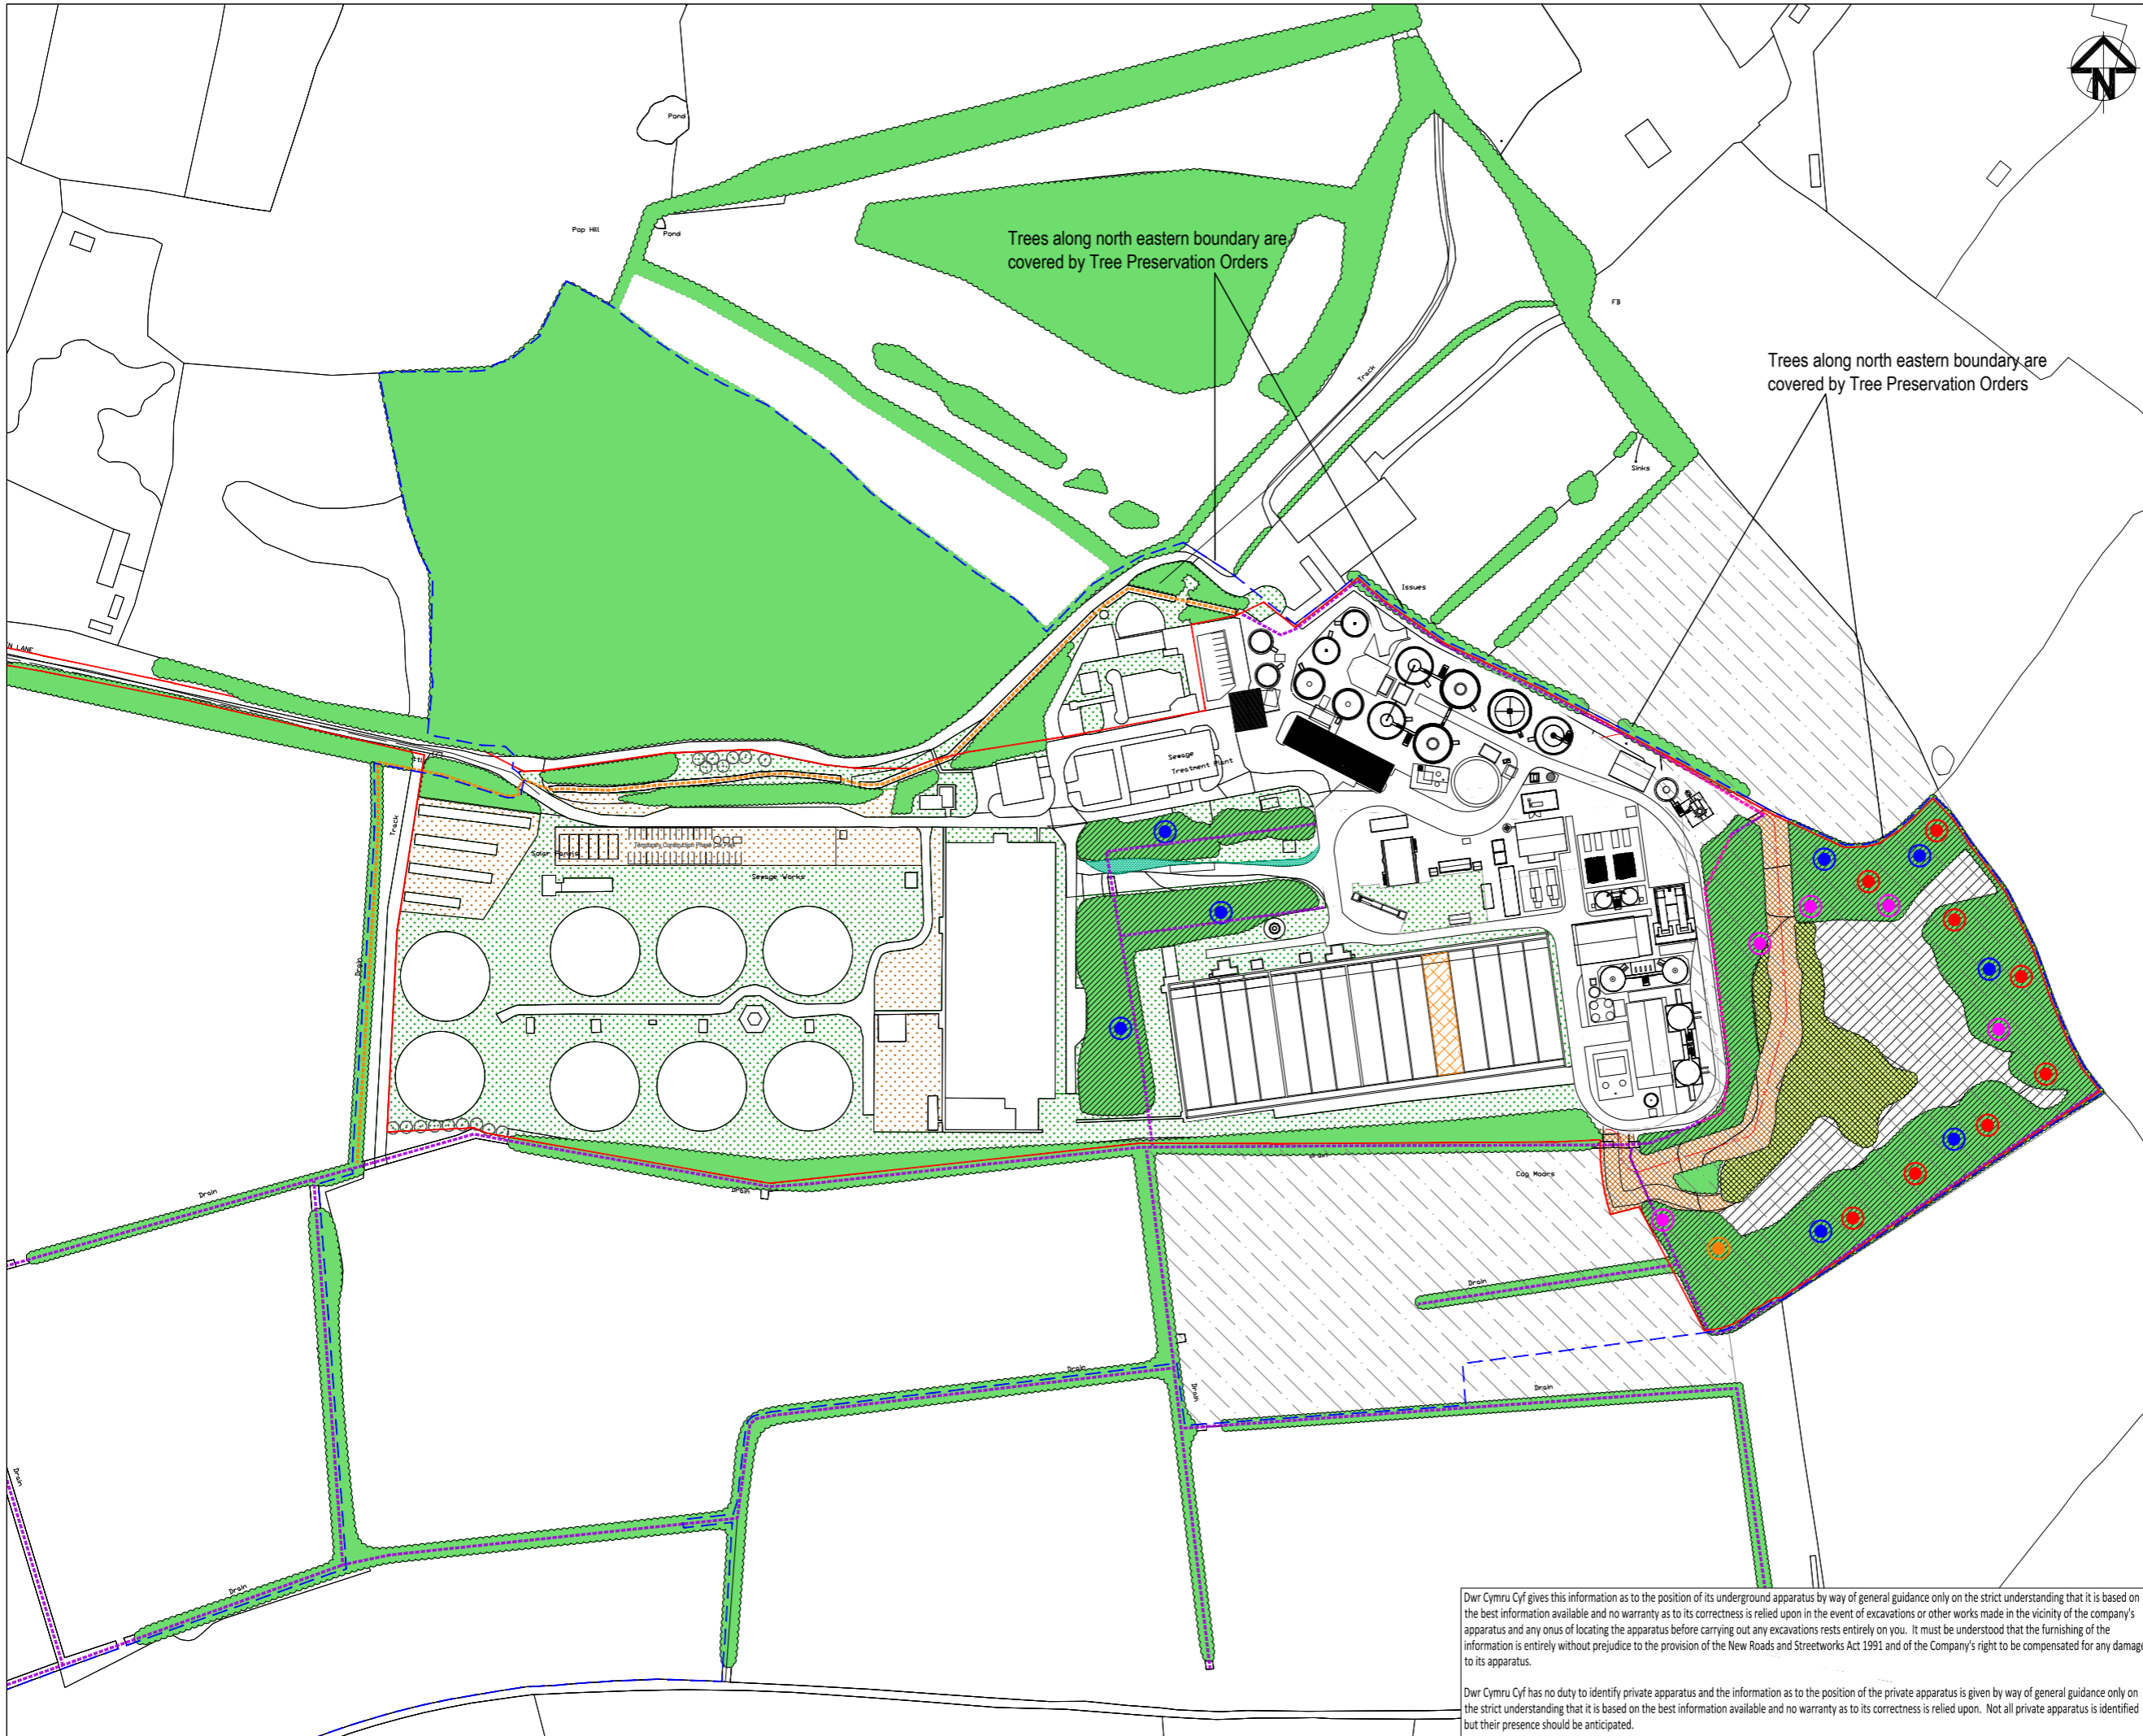 N
Pond
Pop Hill
Pond
Trees along north eastern boundary are
covered by Tree Preservation Orders
FB
Trees along north eastern boundary are
covered by Tree Preservation Orders
Track
Sinks
Issues
N LANE
Sewage
Treatment Plant
Track
Solar Panels
Temporary Construction Phase Car Park
Sewage Works
Drain
Drain
Cog Moors
Drain
Drain
Drain
Drain
Drain
Drain
Drain
Drain
Dwr Cymru Cyf gives this information as to the position of its underground apparatus by way of general guidance only on the strict understanding that it is based on
the best information available and no warranty as to its correctness is relied upon in the event of excavations or other works made in the vicinity of the company's
apparatus and any onus of locating the apparatus before carrying out any excavations rests entirely on you. It must be understood that the furnishing of the
information is entirely without prejudice to the provision of the New Roads and Streetworks Act 1991 and of the Company's right to be compensated for any damage
to its apparatus.
Dwr Cymru Cyf has no duty to identify private apparatus and the information as to the position of the private apparatus is given by way of general guidance only on
the strict understanding that it is based on the best information available and no warranty as to its correctness is relied upon. Not all private apparatus is identified
but their presence should be anticipated.